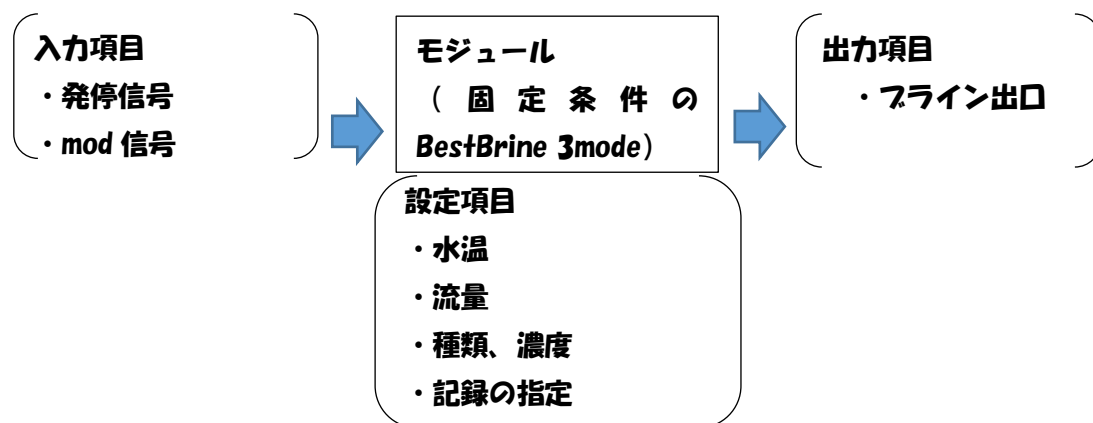 入力項目
・発停信号
・mod 信号
モジュール
(固定条件の
BestBrine 3mode)
出力項目
・ブライン出口
設定項目
・水温
・流量
・種類、濃度
・記録の指定